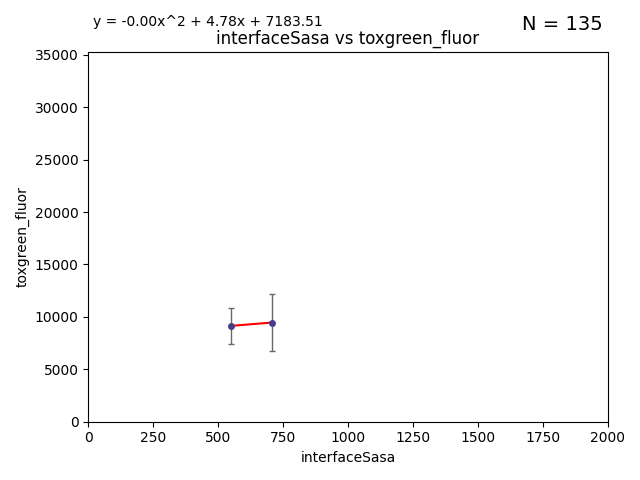 y = -0.00x^2 + 4.78x + 7183.51
N = 135
interfaceSasa vs toxgreen_fluor
35000
30000
25000
20000
15000
10000
5000
0
toxgreen_fluor
0 250 500 750 1000 1250 1500 1750 2000
interfaceSasa